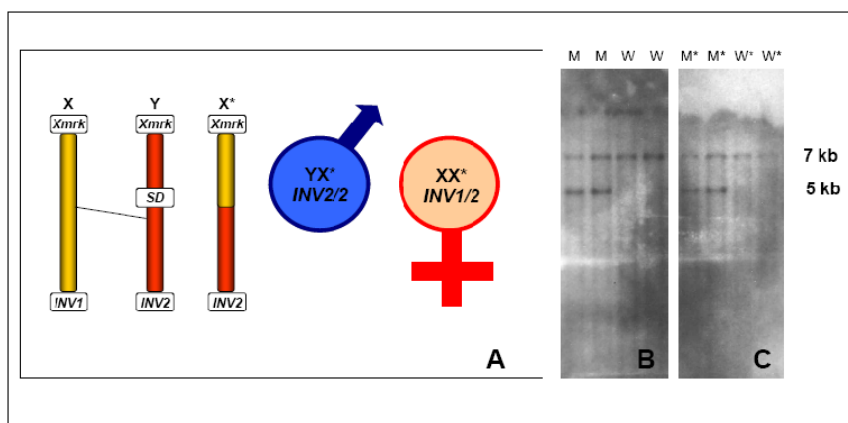 X Y X*
Xmrk Xmrk Xmrk
SD
INV1 INV2 INV2
YX*
INV2/2
XX*
INV1/2
A
M M W W
B
M* M* W* W*
C
7 kb
5 kb